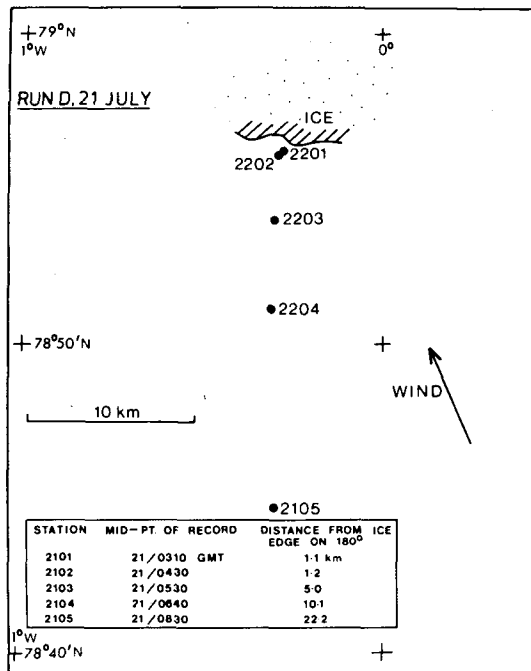 79°N
1°W
0°
RUN D, 21 JULY
ICE
2201
2202
2203
2204
78°50'N
WIND
10 km
2105
STATION MID-PT. OF RECORD DISTANCE FROM ICE EDGE ON 180°
2101 21/0310 GMT 1·1 km
2102 21/0430 1·2
2103 21/0530 5·0
2104 21/0640 10·1
2105 21/0830 22·2
1°W
78°40'N